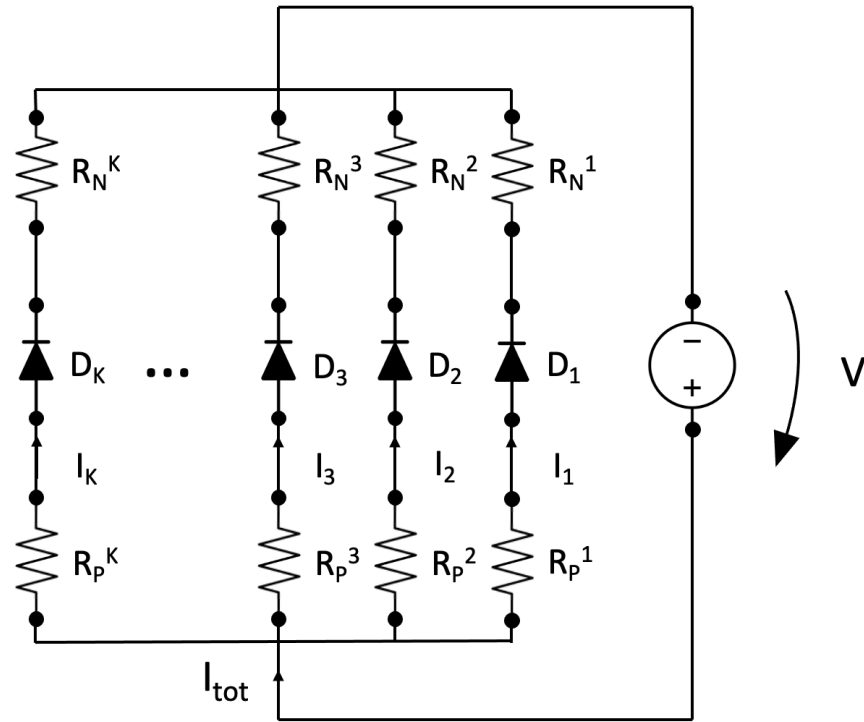 R_N^K R_N^3 R_N^2 R_N^1
D_K ... D_3 D_2 D_1 − + V
I_K I_3 I_2 I_1
R_P^K R_P^3 R_P^2 R_P^1
I_tot